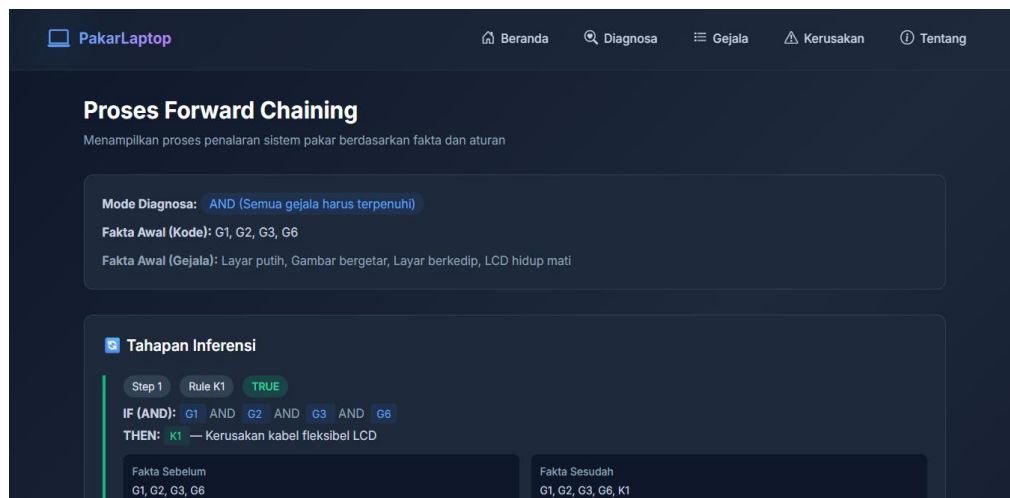 PakarLaptop Beranda Diagnosa Gejala Kerusakan Tentang
Proses Forward Chaining
Menampilkan proses penalaran sistem pakar berdasarkan fakta dan aturan
Mode Diagnosa: AND (Semua gejala harus terpenuhi)
Fakta Awal (Kode): G1, G2, G3, G6
Fakta Awal (Gejala): Layar putih, Gambar bergetar, Layar berkedip, LCD hidup mati
Tahapan Inferensi
Step 1 Rule K1 TRUE
IF (AND): G1 AND G2 AND G3 AND G6
THEN: K1 — Kerusakan kabel fleksibel LCD
Fakta Sebelum
G1, G2, G3, G6
Fakta Sesudah
G1, G2, G3, G6, K1